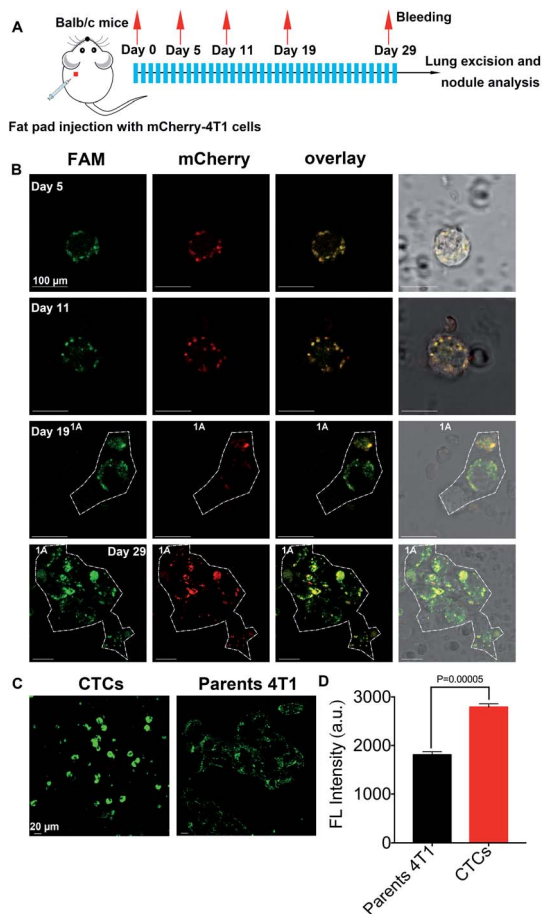 A
Balb/c mice
Bleeding
Day 0
Day 5
Day 11
Day 19
Day 29
Lung excision and
nodule analysis
Fat pad injection with mCherry-4T1 cells
B
FAM
mCherry
overlay
Day 5
100 μm
Day 11
Day 19
1A
1A
1A
1A
1A
Day 29
1A
1A
1A
C
CTCs
Parents 4T1
20 μm
D
P=0.00005
FL Intensity (a.u.)
3000
2000
1000
0
Parents 4T1
CTCs